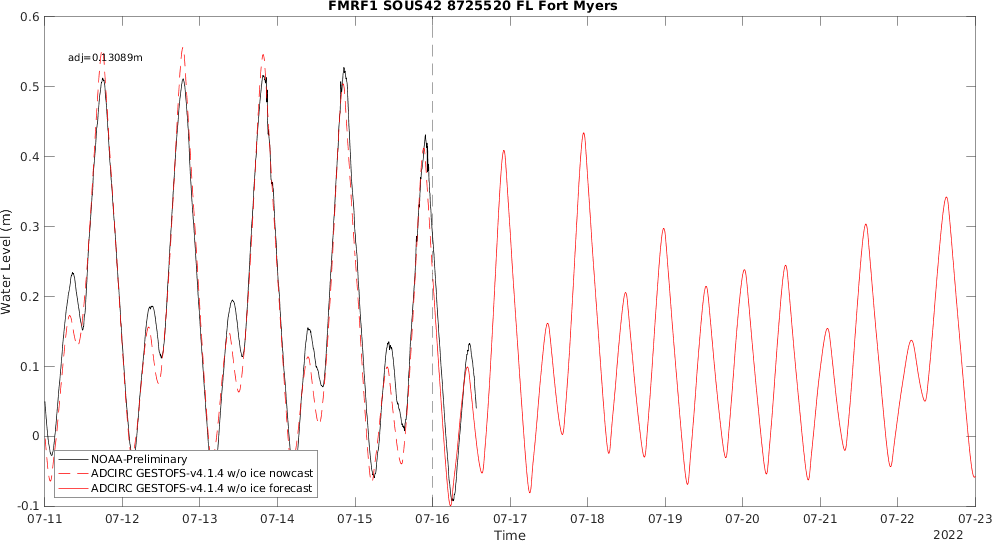 FMRF1 SOUS42 8725520 FL Fort Myers
0.6
0.5
0.4
0.3
0.2
0.1
0
-0.1
Water Level (m)
adj=0.13089m
NOAA-Preliminary
ADCIRC GESTOFS-v4.1.4 w/o ice nowcast
ADCIRC GESTOFS-v4.1.4 w/o ice forecast
07-11 07-12 07-13 07-14 07-15 07-16 07-17 07-18 07-19 07-20 07-21 07-22 07-23
Time
2022